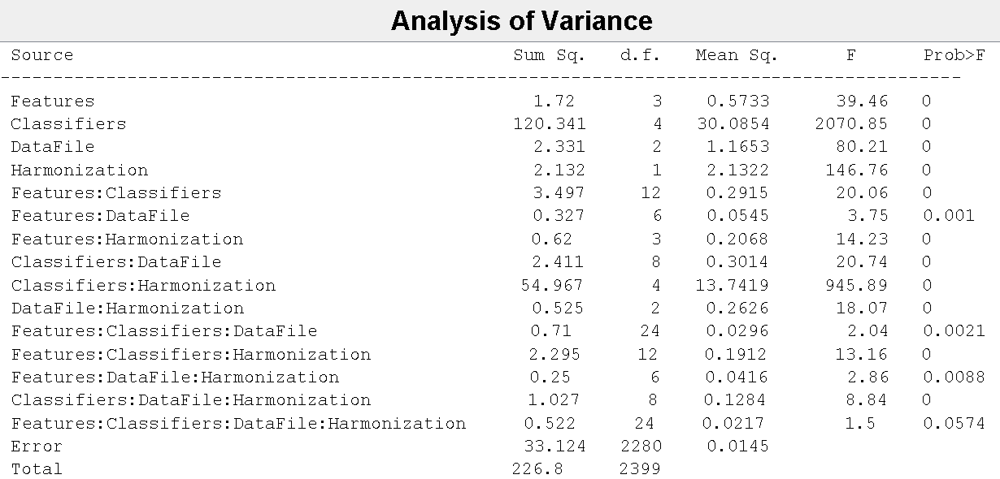 Analysis of Variance
Source Sum Sq. d.f. Mean Sq. F Prob>F
Features 1.72 3 0.5733 39.46 0
Classifiers 120.341 4 30.0854 2070.85 0
DataFile 2.331 2 1.1653 80.21 0
Harmonization 2.132 1 2.1322 146.76 0
Features:Classifiers 3.497 12 0.2915 20.06 0
Features:DataFile 0.327 6 0.0545 3.75 0.001
Features:Harmonization 0.62 3 0.2068 14.23 0
Classifiers:DataFile 2.411 8 0.3014 20.74 0
Classifiers:Harmonization 54.967 4 13.7419 945.89 0
DataFile:Harmonization 0.525 2 0.2626 18.07 0
Features:Classifiers:DataFile 0.71 24 0.0296 2.04 0.0021
Features:Classifiers:Harmonization 2.295 12 0.1912 13.16 0
Features:DataFile:Harmonization 0.25 6 0.0416 2.86 0.0088
Classifiers:DataFile:Harmonization 1.027 8 0.1284 8.84 0
Features:Classifiers:DataFile:Harmonization 0.522 24 0.0217 1.5 0.0574
Error 33.124 2280 0.0145
Total 226.8 2399